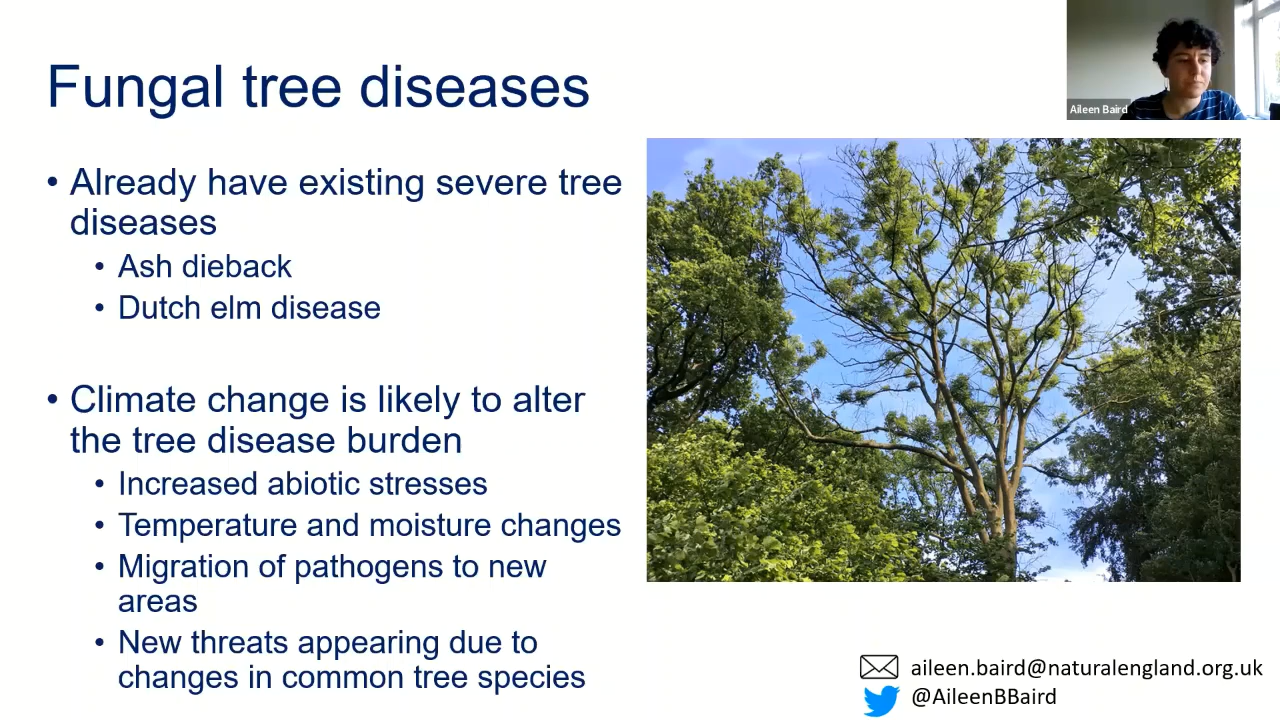 Fungal tree diseases
Aileen Baird
• Already have existing severe tree
diseases
• Ash dieback
• Dutch elm disease
• Climate change is likely to alter
the tree disease burden
• Increased abiotic stresses
• Temperature and moisture changes
• Migration of pathogens to new
areas
• New threats appearing due to
changes in common tree species
aileen.baird@naturalengland.org.uk
@AileenBBaird